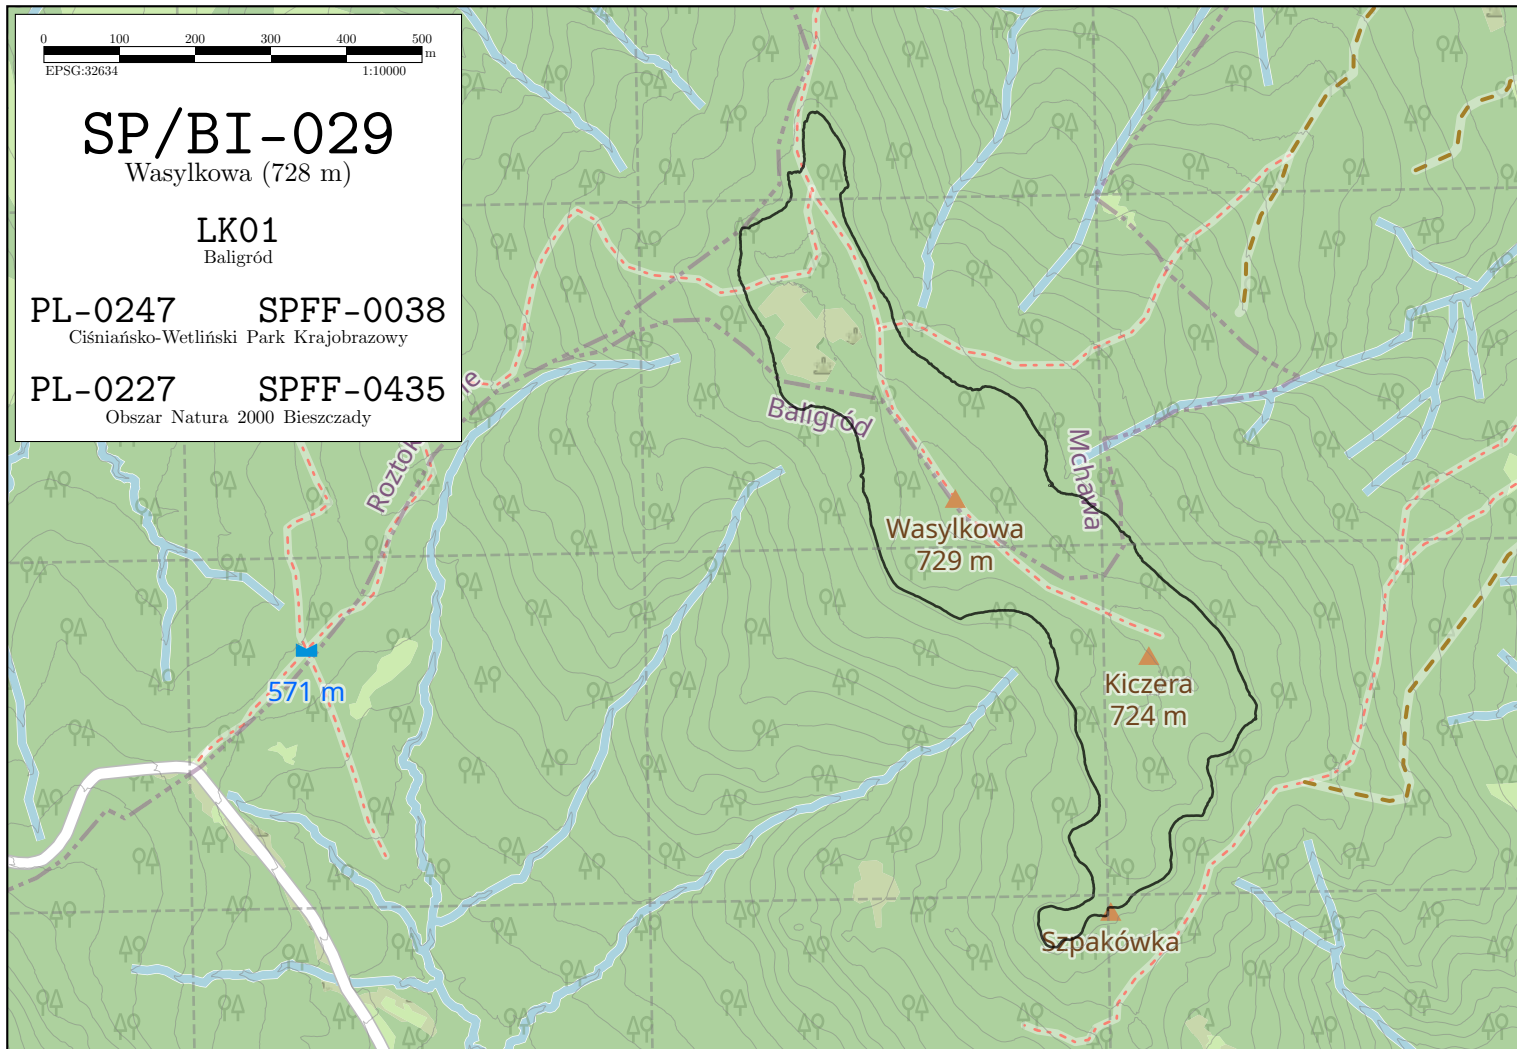 0 100 200 300 400 500
m
EPSG:32634 1:10000
SP/BI-029
Wasylkowa (728 m)
LK01
Baligród
PL-0247 SPFF-0038
Ciśniańsko-Wetliński Park Krajobrazowy
PL-0227 SPFF-0435
Obszar Natura 2000 Bieszczady
Baligród
Mchawa
Wasylkowa
729 m
Kiczera
724 m
571 m
Szpakówka